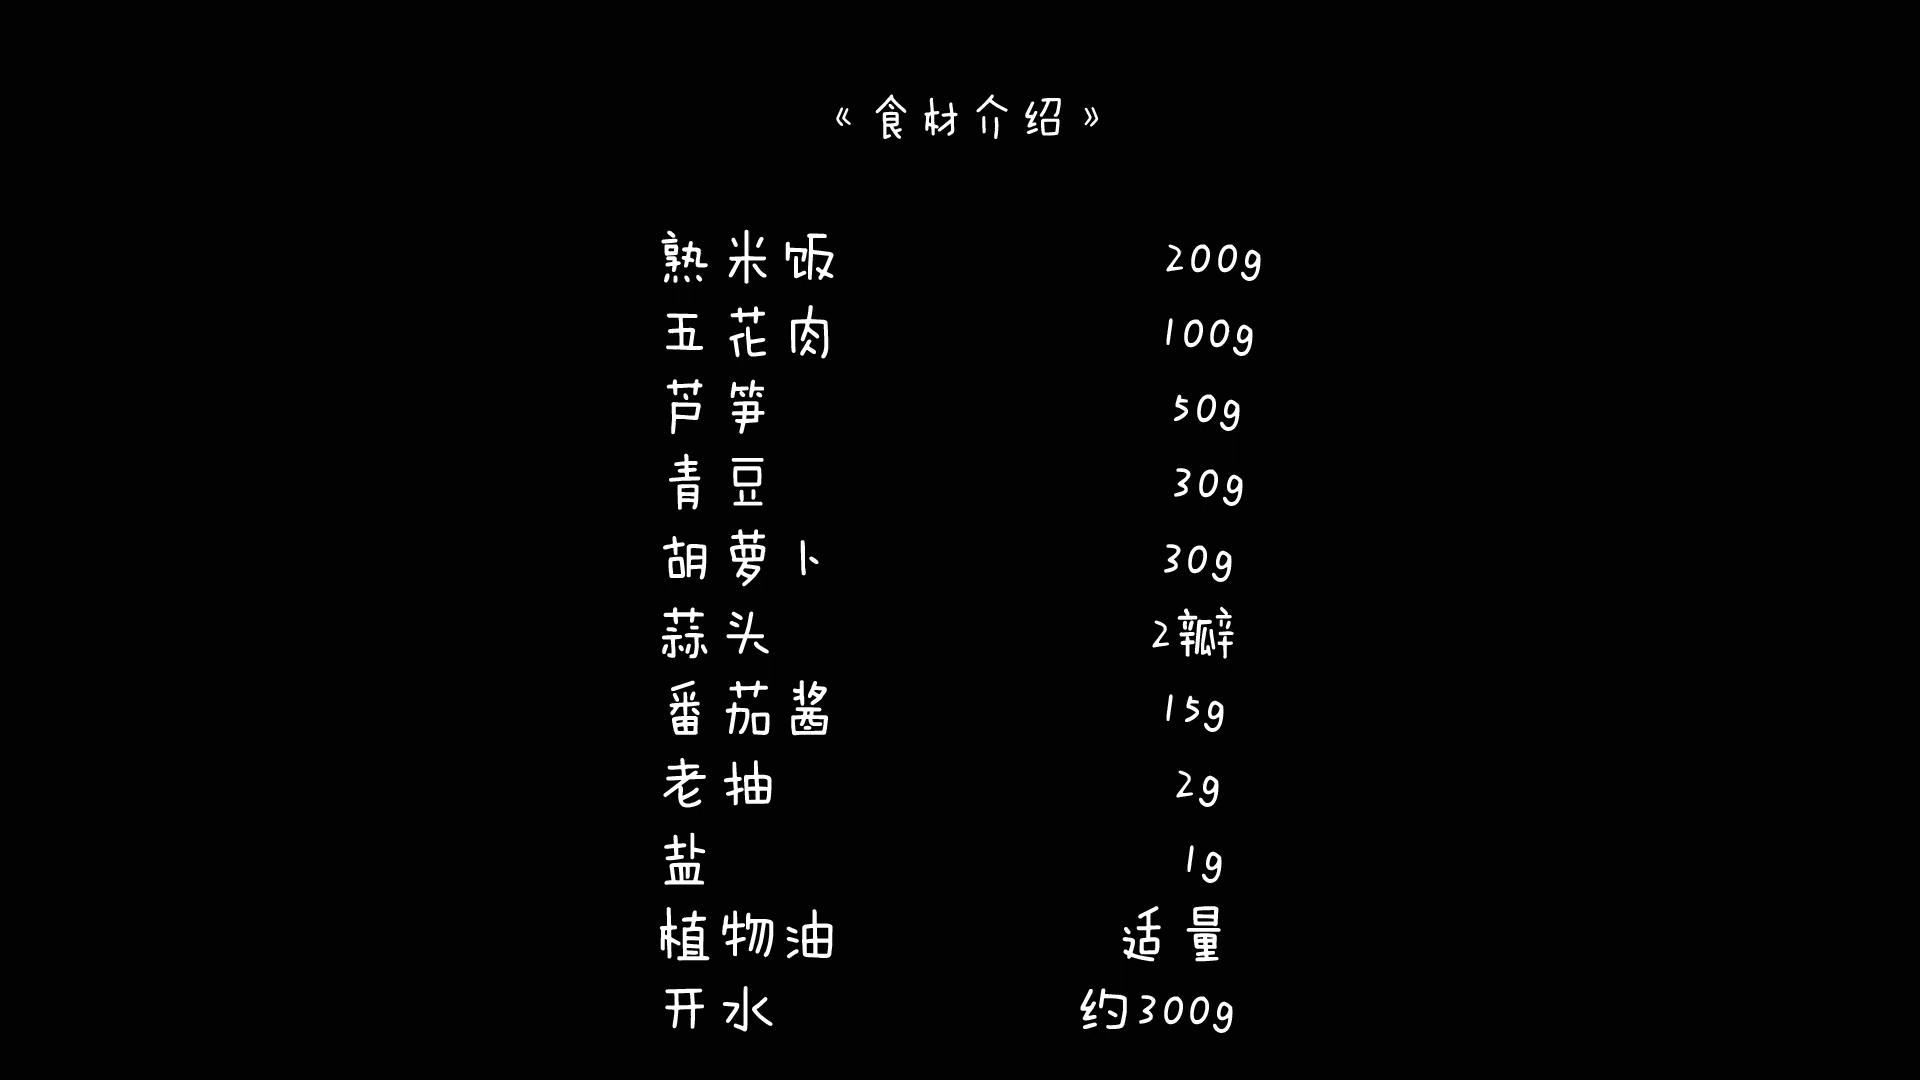 《食材介绍》
熟米饭 200g
五花肉 100g
芦笋 50g
青豆 30g
胡萝卜 30g
蒜头 2瓣
番茄酱 15g
老抽 2g
盐 1g
植物油 适量
开水 约300g